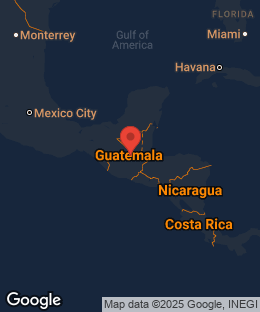 FLORIDA
Monterrey
Gulf of
America
Miami
Havana
Mexico City
Guatemala
Nicaragua
Costa Rica
Google
Map data ©2025 Google, INEGI